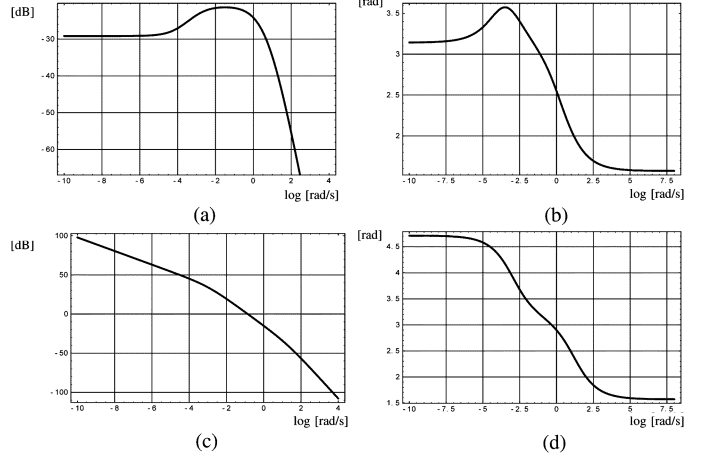 [dB]
-30
-40
-50
-60
-10 -8 -6 -4 -2 0 2 4
log [rad/s]
(a)
[rad]
3.5
3
2.5
2
-10 -7.5 -5 -2.5 0 2.5 5 7.5
log [rad/s]
(b)
[dB]
100
50
0
-50
-100
-10 -8 -6 -4 -2 0 2 4
log [rad/s]
(c)
[rad]
4.5
4
3.5
3
2.5
2
1.5
-10 -7.5 -5 -2.5 0 2.5 5 7.5
log [rad/s]
(d)